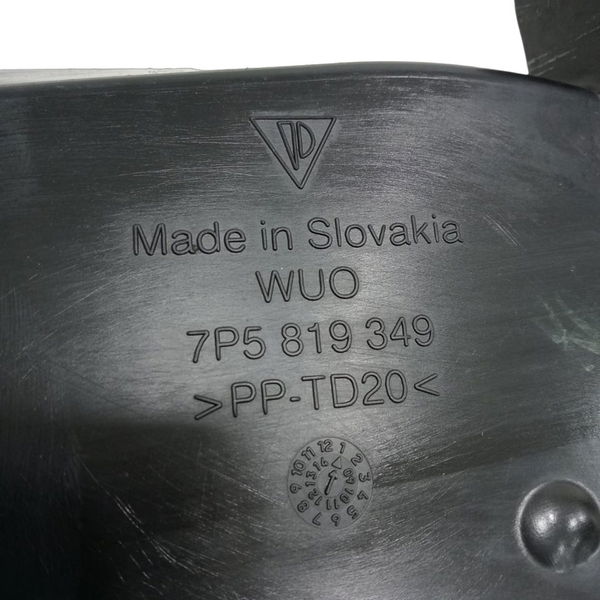 Made in Slovakia
WUO
7P5 819 349
>PP-TD20<